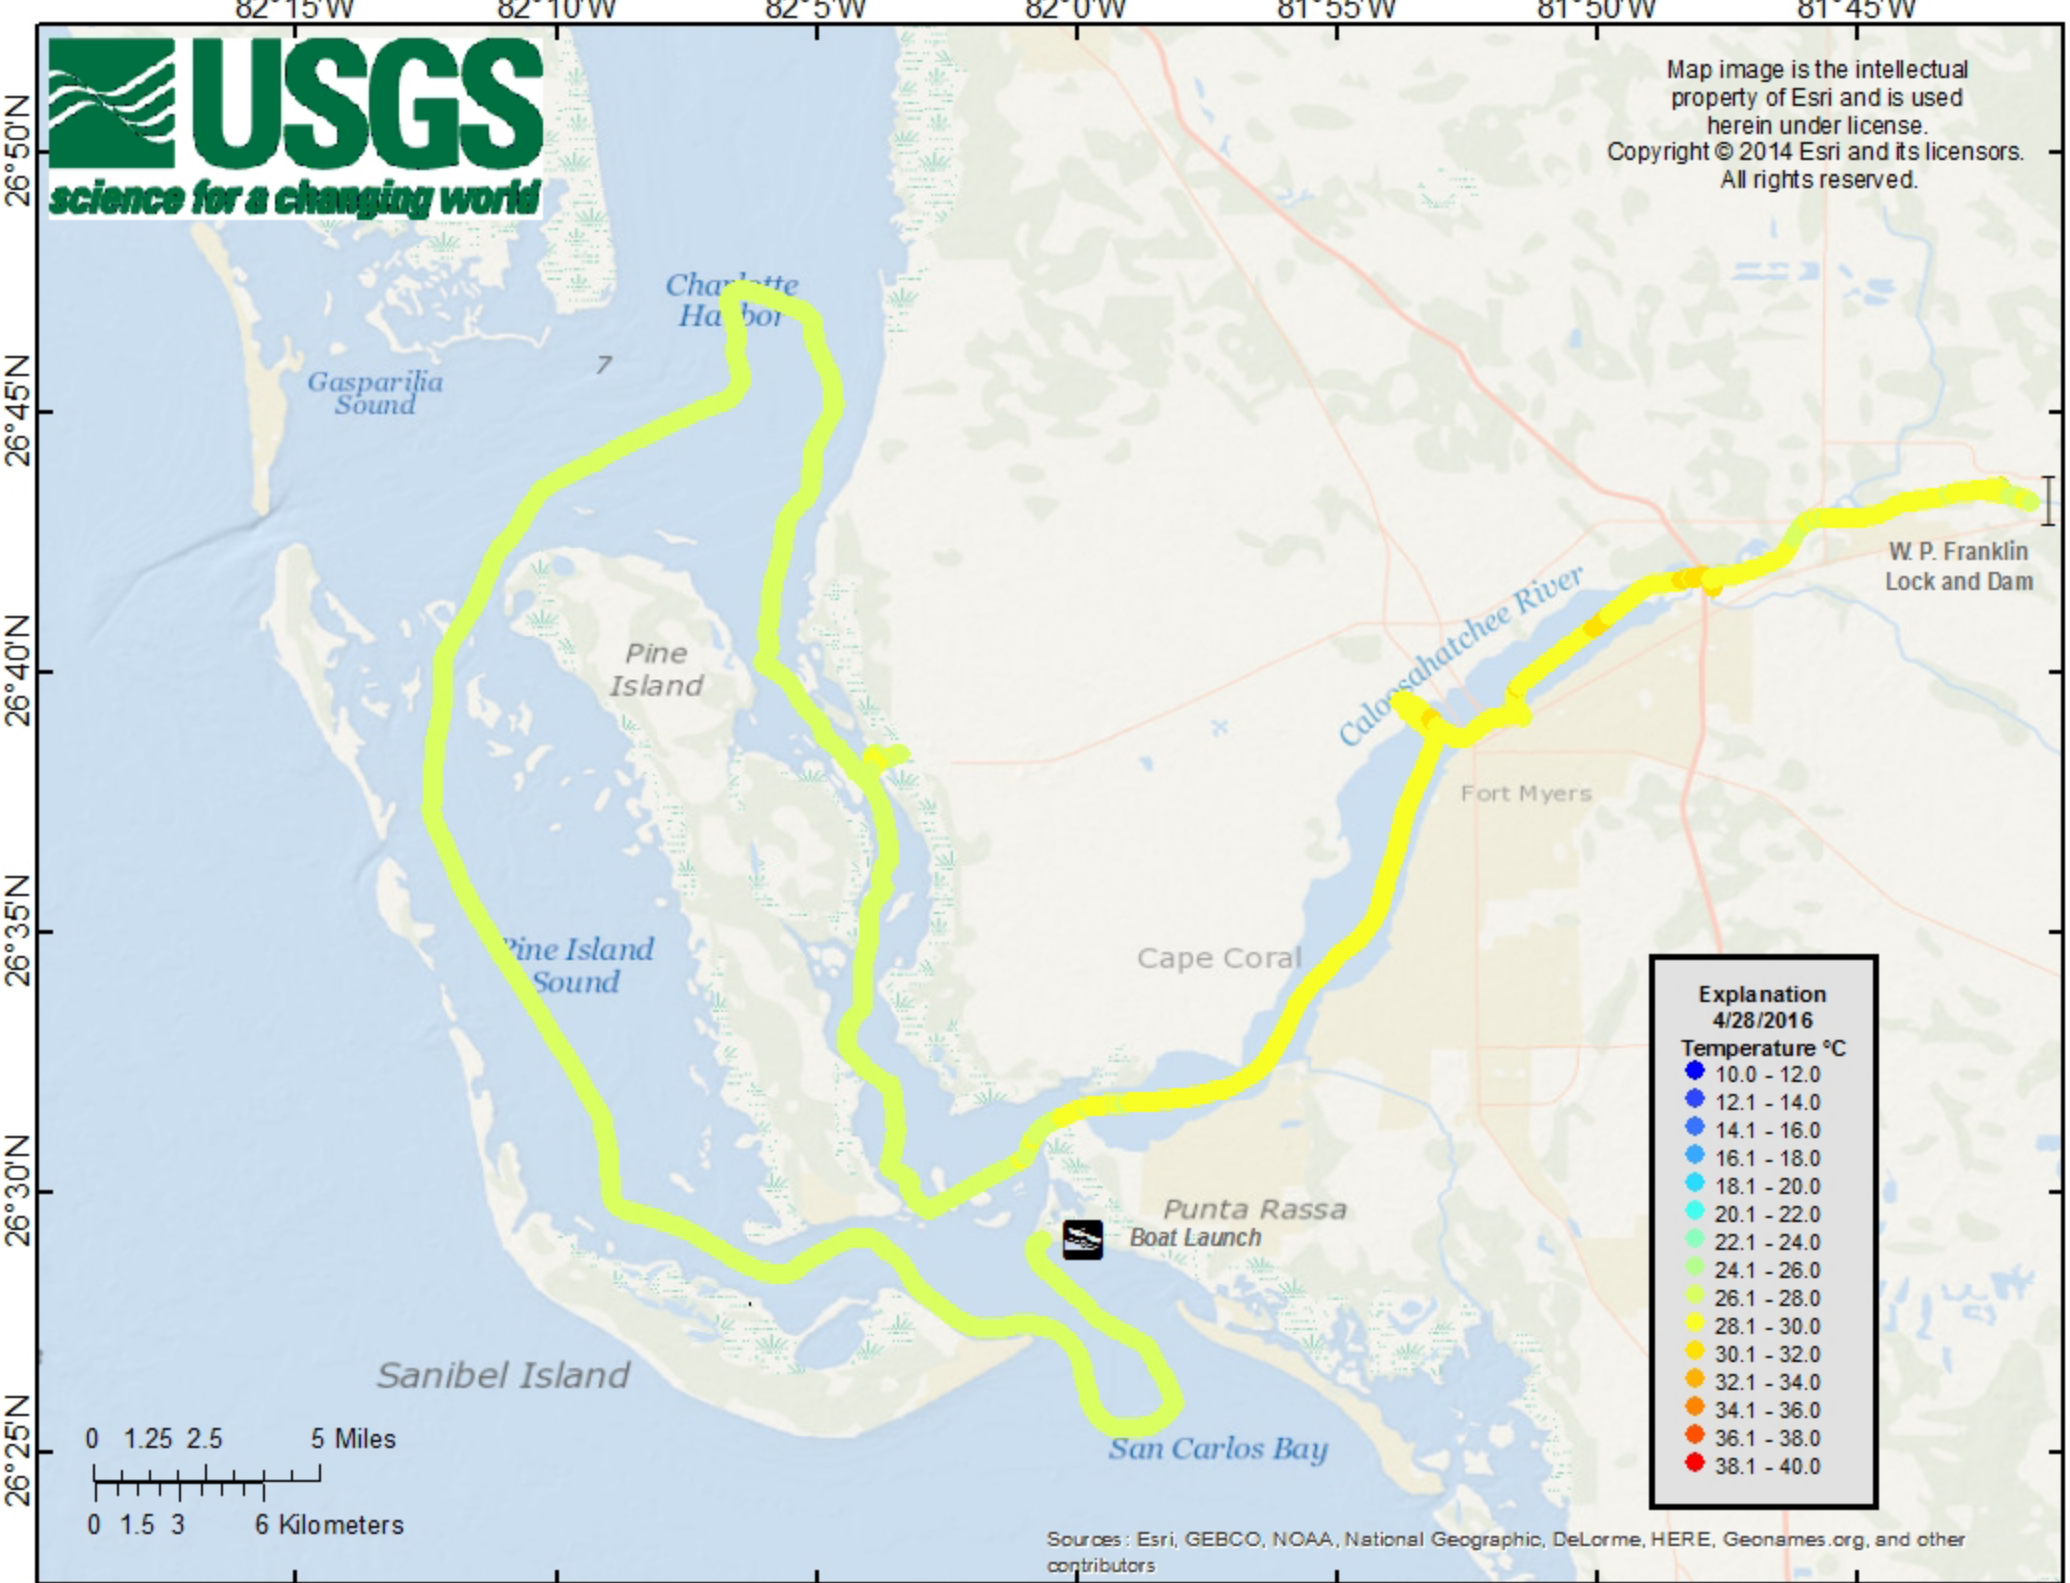 82°15'W 82°10'W 82°5'W 82°0'W 81°55'W 81°50'W 81°45'W
USGS
science for a changing world
Map image is the intellectual
property of Esri and is used
herein under license.
Copyright © 2014 Esri and its licensors.
All rights reserved.
26°50'N
26°45'N
26°40'N
26°35'N
26°30'N
26°25'N
Charlotte
Harbor
7
Gasparilla
Sound
W. P. Franklin
Lock and Dam
Caloosahatchee River
Pine
Island
Fort Myers
Cape Coral
Pine Island
Sound
Punta Rassa
Boat Launch
Sanibel Island
San Carlos Bay
Explanation
4/28/2016
Temperature °C
10.0 - 12.0
12.1 - 14.0
14.1 - 16.0
16.1 - 18.0
18.1 - 20.0
20.1 - 22.0
22.1 - 24.0
24.1 - 26.0
26.1 - 28.0
28.1 - 30.0
30.1 - 32.0
32.1 - 34.0
34.1 - 36.0
36.1 - 38.0
38.1 - 40.0
0 1.25 2.5 5 Miles
0 1.5 3 6 Kilometers
Sources: Esri, GEBCO, NOAA, National Geographic, DeLorme, HERE, Geonames.org, and other
contributors